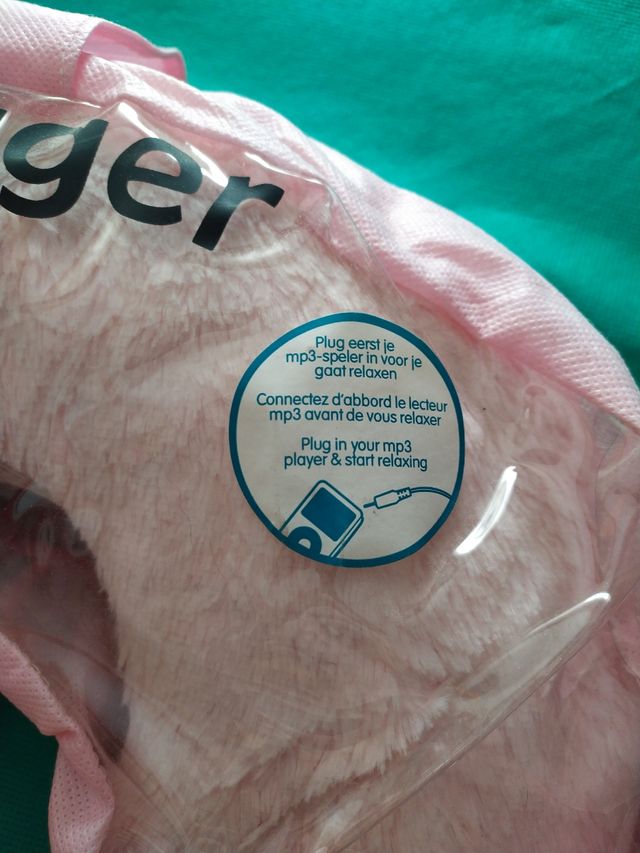 ger
Plug eerst je
mp3-speler in voor je
gaat relaxen
Connectez d'abbord le lecteur
mp3 avant de vous relaxer
Plug in your mp3
player & start relaxing